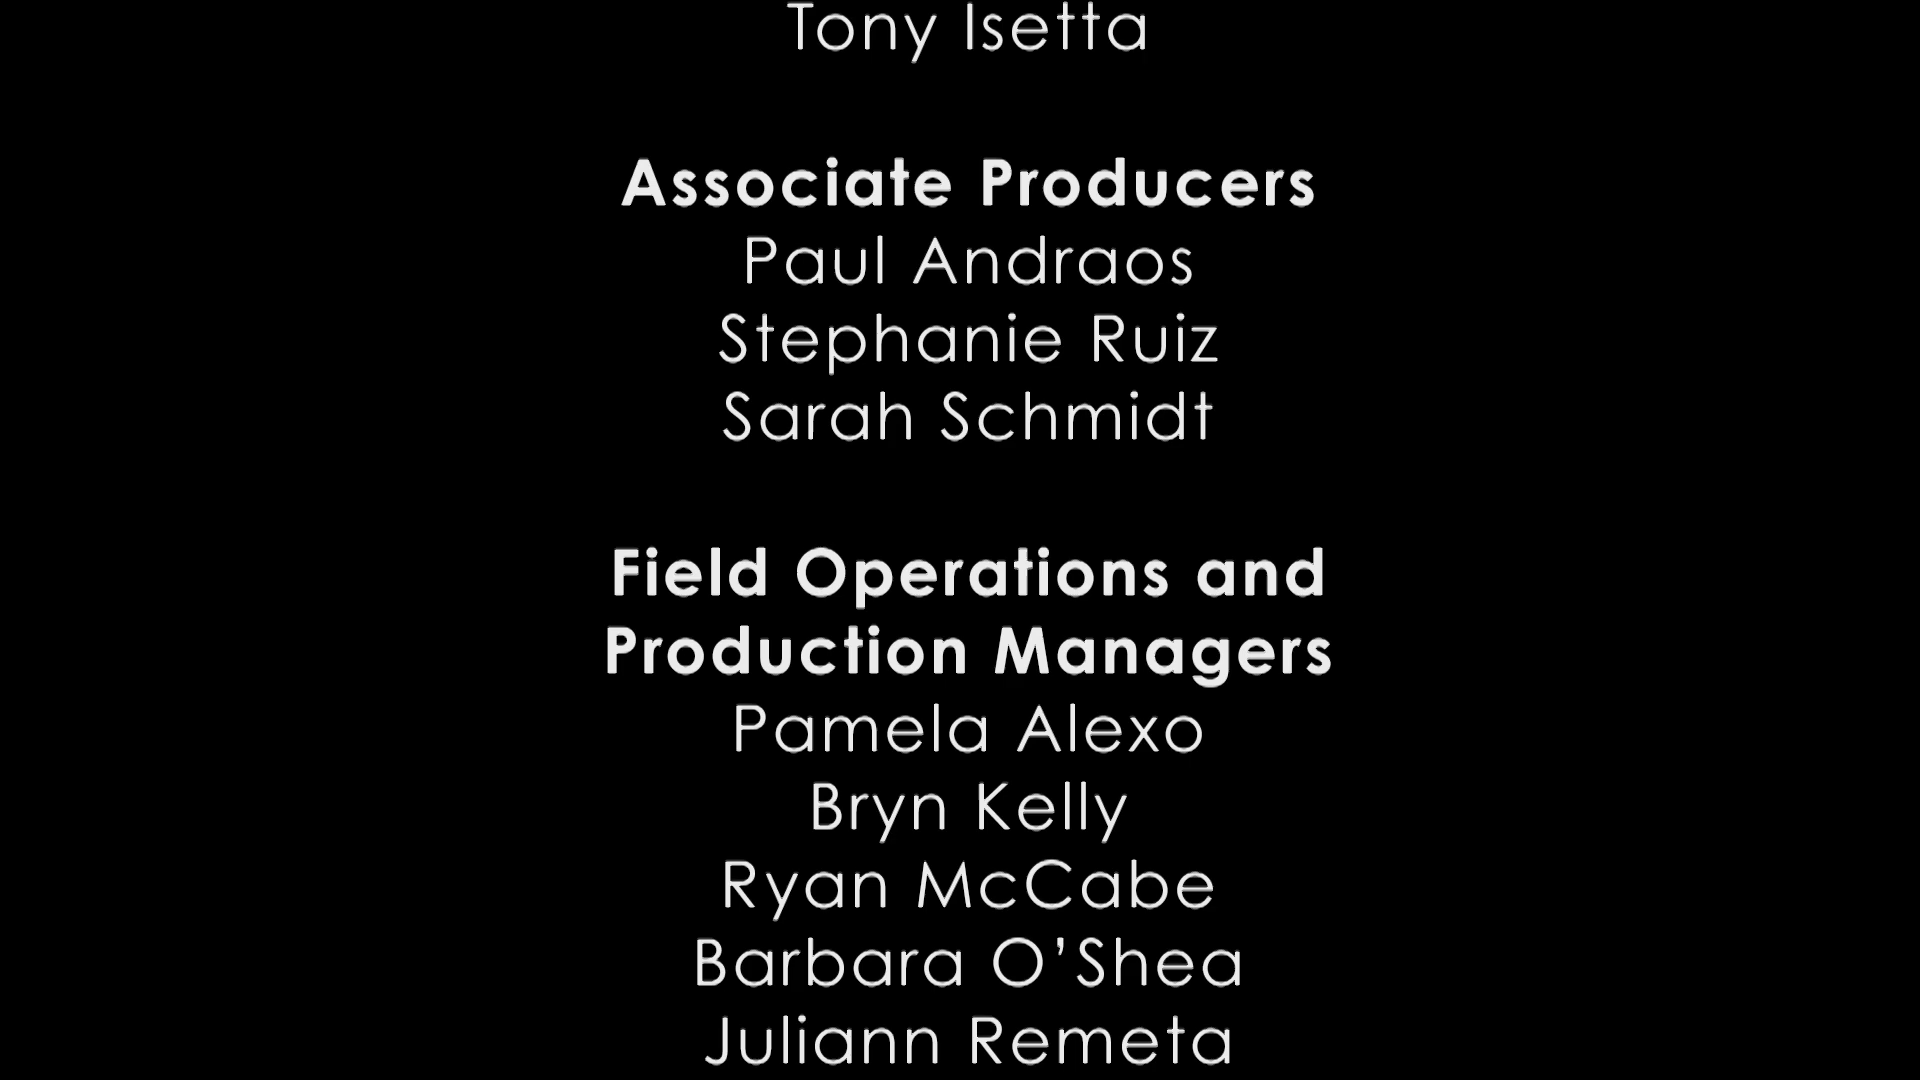 Tony Isetta
Associate Producers
Paul Andraos
Stephanie Ruiz
Sarah Schmidt
Field Operations and
Production Managers
Pamela Alexo
Bryn Kelly
Ryan McCabe
Barbara O’Shea
Juliann Remeta